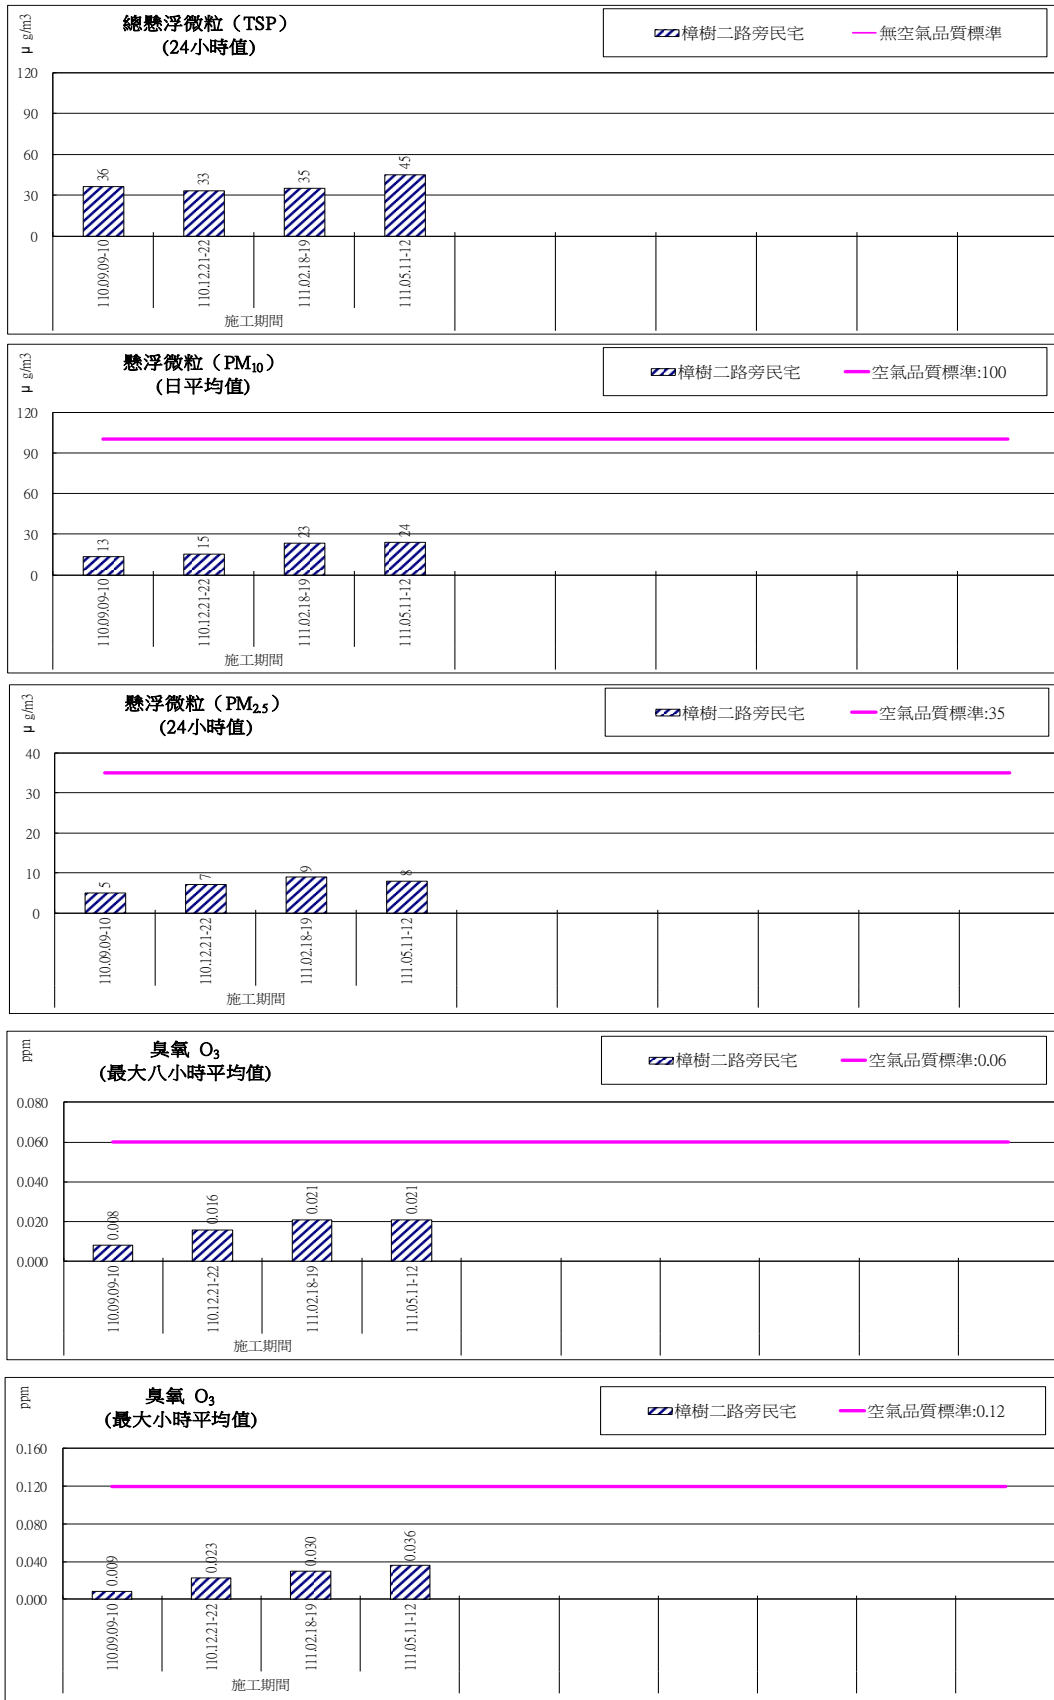 μ g/m3
總懸浮微粒（TSP）
(24小時值)
樟樹二路旁民宅 無空氣品質標準
120
90
60
30
0
36 33 35 45
110.09.09-10 110.12.21-22 111.02.18-19 111.05.11-12
施工期間
μ g/m3
懸浮微粒（PM10）
(日平均值)
樟樹二路旁民宅 空氣品質標準:100
120
90
60
30
0
13 15 23 24
110.09.09-10 110.12.21-22 111.02.18-19 111.05.11-12
施工期間
μ g/m3
懸浮微粒（PM2.5）
(24小時值)
樟樹二路旁民宅 空氣品質標準:35
40
30
20
10
0
5 7 9 8
110.09.09-10 110.12.21-22 111.02.18-19 111.05.11-12
施工期間
ppm
臭氧 O3
(最大八小時平均值)
樟樹二路旁民宅 空氣品質標準:0.06
0.080
0.060
0.040
0.020
0.000
0.008 0.016 0.021 0.021
110.09.09-10 110.12.21-22 111.02.18-19 111.05.11-12
施工期間
ppm
臭氧 O3
(最大小時平均值)
樟樹二路旁民宅 空氣品質標準:0.12
0.160
0.120
0.080
0.040
0.000
0.009 0.023 0.030 0.036
110.09.09-10 110.12.21-22 111.02.18-19 111.05.11-12
施工期間